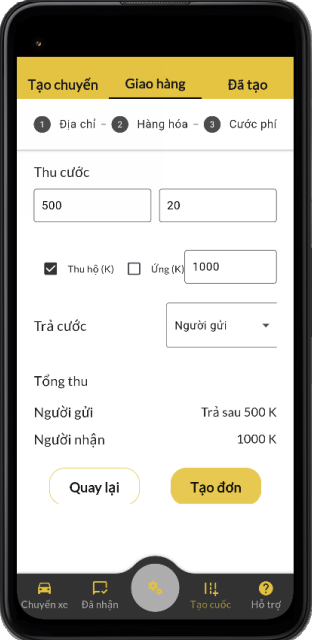 Tạo chuyến Giao hàng Đã tạo
1 Địa chỉ - 2 Hàng hóa - 3 Cước phí
Thu cước
500 20
Thu hộ (K) Ứng (K) 1000
Trả cước Người gửi
Tổng thu
Người gửi Trả sau 500 K
Người nhận 1000 K
Quay lại Tạo đơn
Chuyến xe Đã nhận Tạo cuốc Hỗ trợ